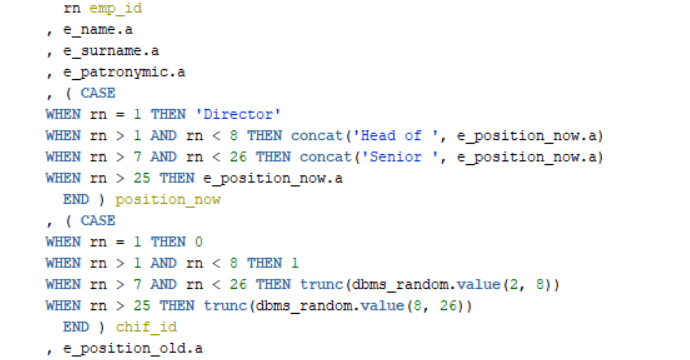 rn emp_id
, e_name.a
, e_surname.a
, e_patronymic.a
, ( CASE
WHEN rn = 1 THEN 'Director'
WHEN rn > 1 AND rn < 8 THEN concat('Head of ', e_position_now.a)
WHEN rn > 7 AND rn < 26 THEN concat('Senior ', e_position_now.a)
WHEN rn > 25 THEN e_position_now.a
END ) position_now
, ( CASE
WHEN rn = 1 THEN 0
WHEN rn > 1 AND rn < 8 THEN 1
WHEN rn > 7 AND rn < 26 THEN trunc(dbms_random.value(2, 8))
WHEN rn > 25 THEN trunc(dbms_random.value(8, 26))
END ) chif_id
, e_position_old.a